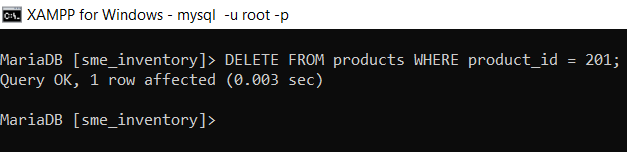 XAMPP for Windows - mysql  -u root -p
MariaDB [sme_inventory]> DELETE FROM products WHERE product_id = 201;
Query OK, 1 row affected (0.003 sec)
MariaDB [sme_inventory]>